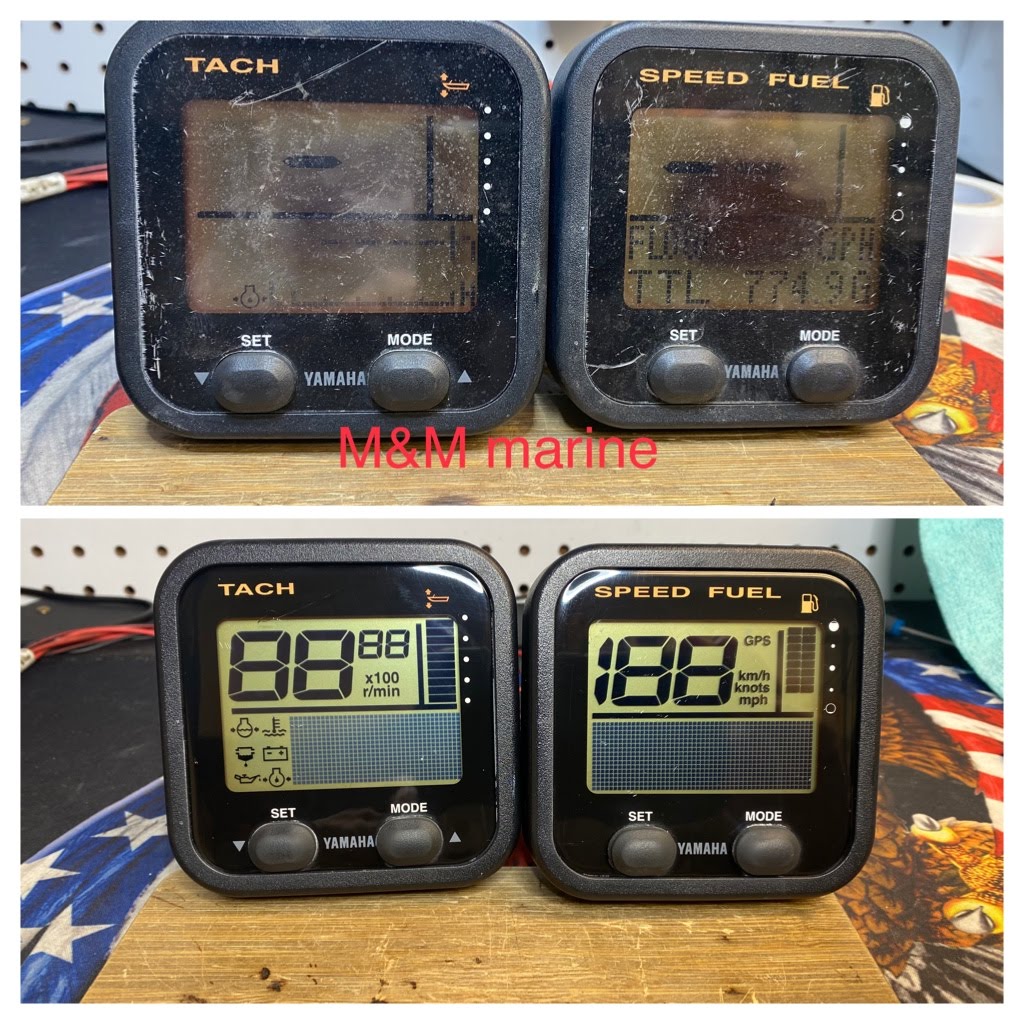 TACH
SET
MODE
▼ YAMAHA ▲
SPEED FUEL
FLOW GPH
TTL 774.9G
SET
MODE
YAMAHA
M&M marine
TACH
88 88
x100
r/min
SET
MODE
▼ YAMAHA ▲
SPEED FUEL
188
GPS
km/h
knots
mph
SET
MODE
YAMAHA